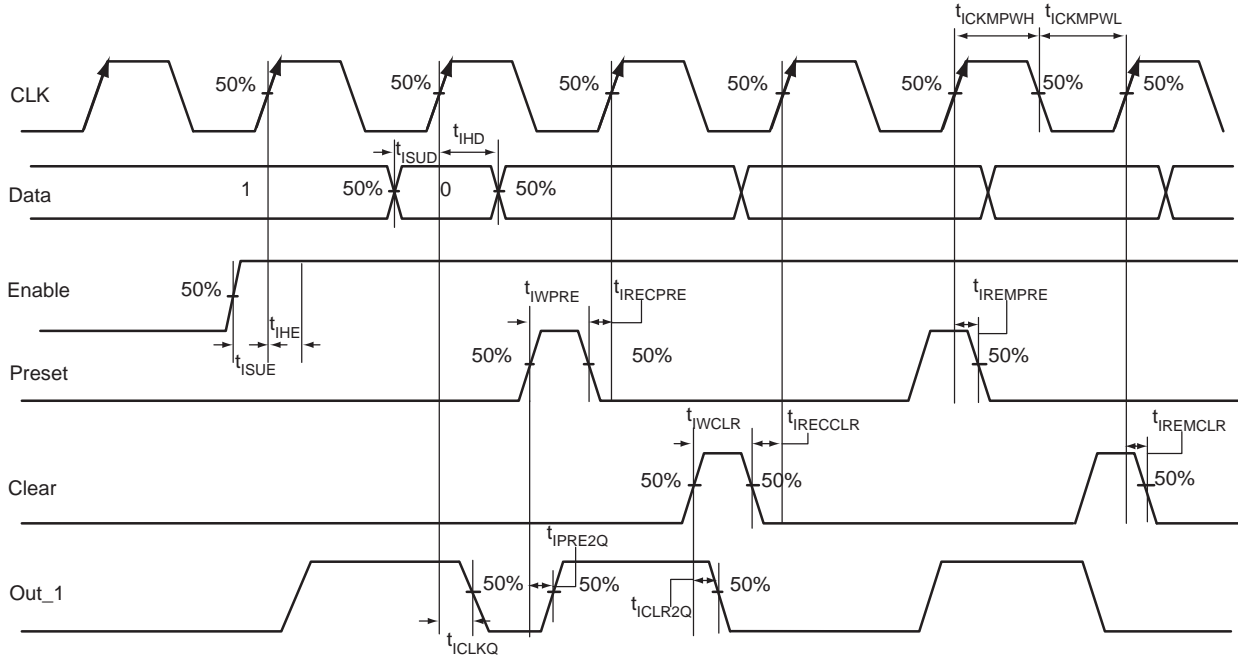 tICKMPWH tICKMPWL
CLK 50% 50% 50% 50% 50% 50% 50%
tISUD tIHD
Data 1 50% 0 50%
Enable 50%
tIHE
tISUE
tIWPRE tIRECPRE tIREMPRE
Preset 50% 50% 50%
tIWCLR tIRECCLR tIREMCLR
Clear 50% 50% 50%
tIPRE2Q
Out_1 50% 50% 50%
tICLR2Q
tICLKQ